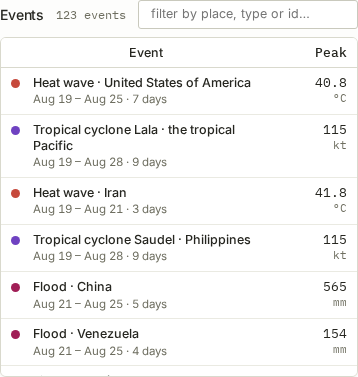 Events 123 events filter by place, type or id...
Event Peak
Heat wave · United States of America 40.8
Aug 19 – Aug 25 · 7 days °C
Tropical cyclone Lala · the tropical 115
Pacific kt
Aug 19 – Aug 28 · 9 days
Heat wave · Iran 41.8
Aug 19 – Aug 21 · 3 days °C
Tropical cyclone Saudel · Philippines 115
Aug 19 – Aug 28 · 9 days kt
Flood · China 565
Aug 21 – Aug 25 · 5 days mm
Flood · Venezuela 154
Aug 21 – Aug 25 · 4 days mm